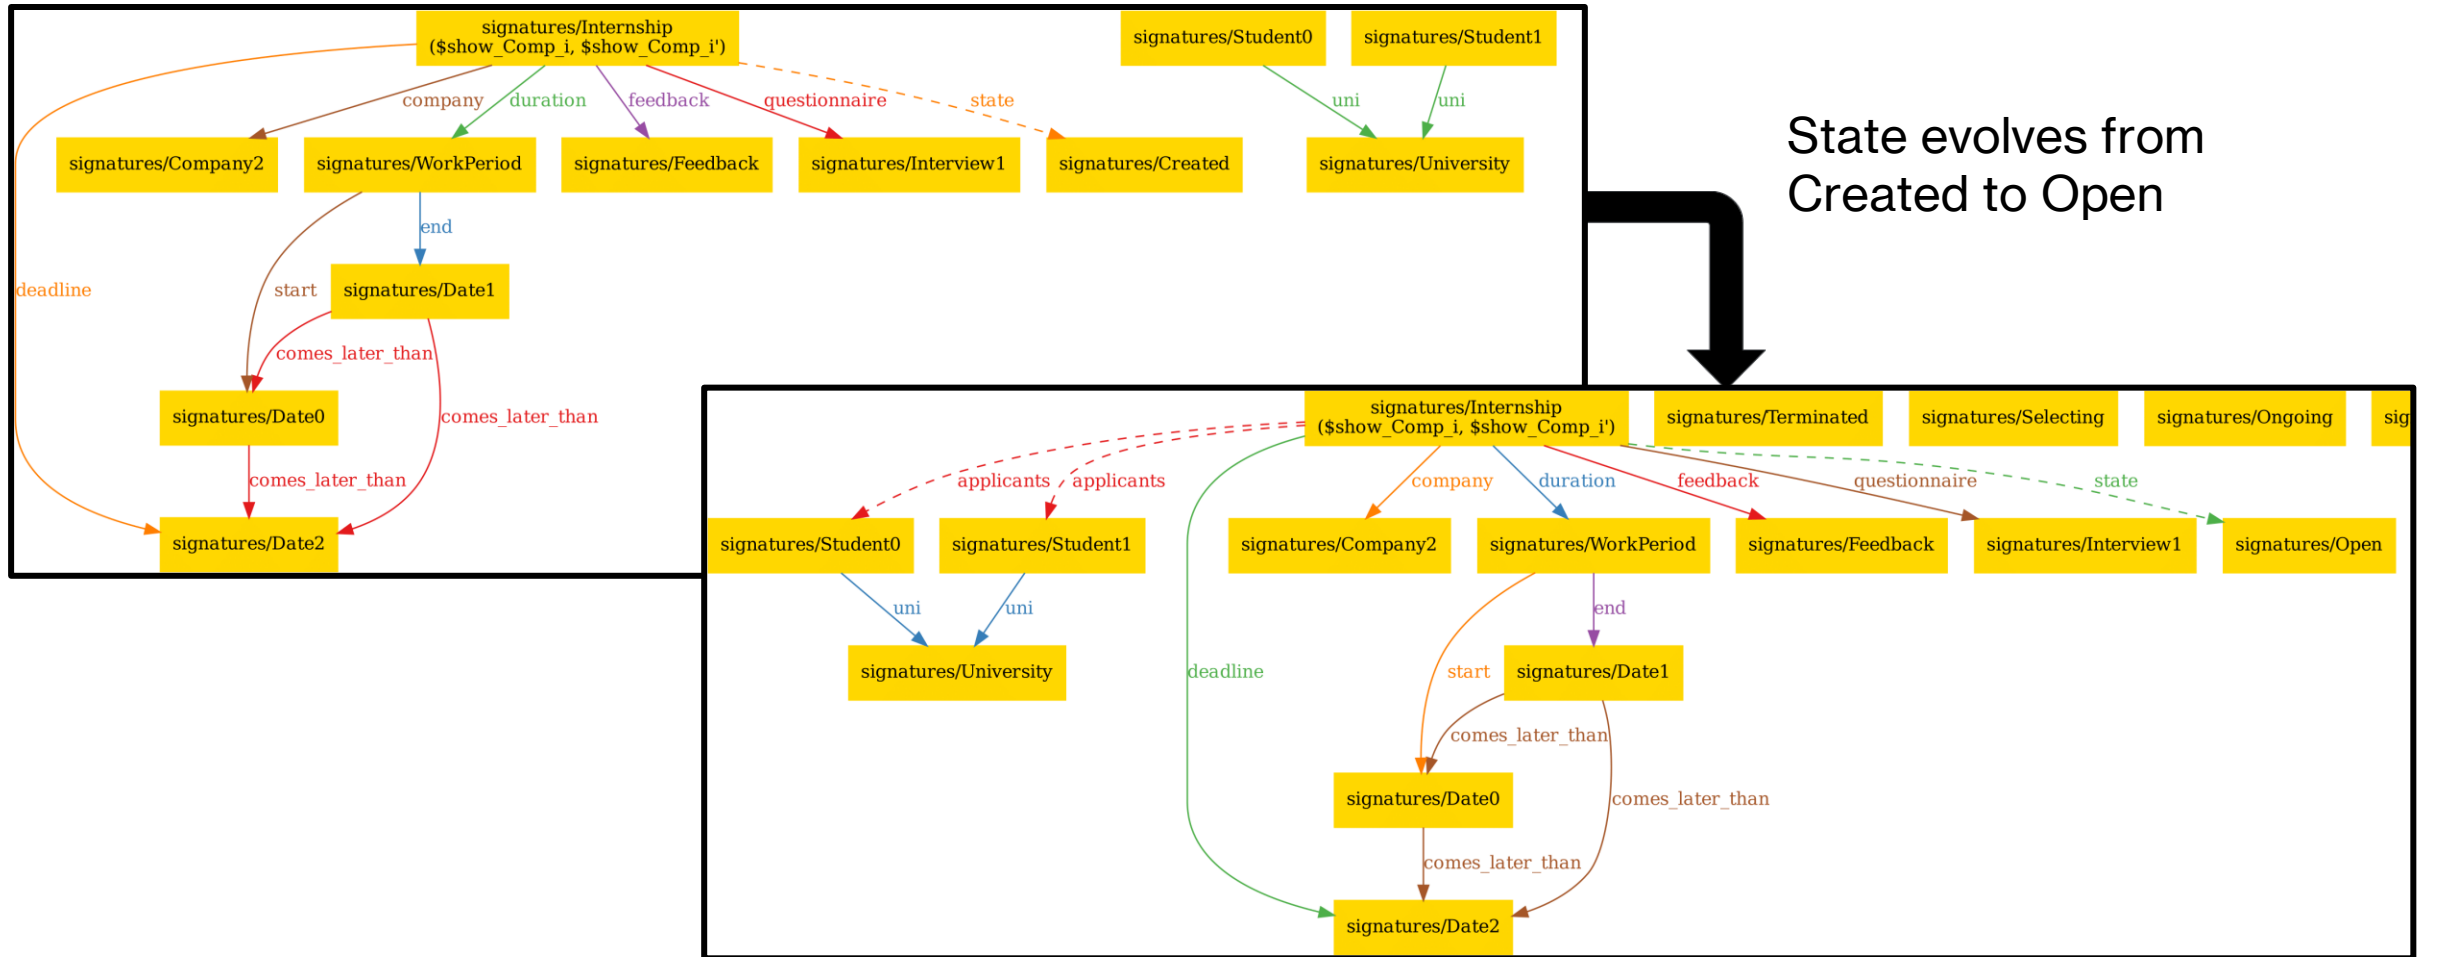 signatures/Internship
($show_Comp_i, $show_Comp_i')
signatures/Student0
signatures/Student1
company
duration
feedback
questionnaire
state
uni
uni
signatures/Company2
signatures/WorkPeriod
signatures/Feedback
signatures/Interview1
signatures/Created
signatures/University
end
deadline
start
signatures/Date1
comes_later_than
signatures/Date0
comes_later_than
comes_later_than
signatures/Date2
State evolves from
Created to Open
signatures/Internship
($show_Comp_i, $show_Comp_i')
signatures/Terminated
signatures/Selecting
signatures/Ongoing
sig
applicants
applicants
company
duration
feedback
questionnaire
state
signatures/Student0
signatures/Student1
signatures/Company2
signatures/WorkPeriod
signatures/Feedback
signatures/Interview1
signatures/Open
uni
uni
end
signatures/University
deadline
start
signatures/Date1
comes_later_than
signatures/Date0
comes_later_than
comes_later_than
signatures/Date2